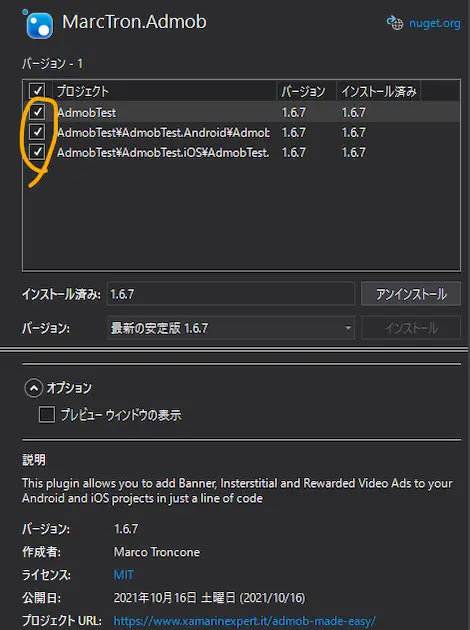 MarcTron.Admob
nuget.org
バージョン - 1
プロジェクト バージョン インストール済み
AdmobTest 1.6.7 1.6.7
AdmobTest¥AdmobTest.Android¥Admob 1.6.7 1.6.7
AdmobTest¥AdmobTest.iOS¥AdmobTest. 1.6.7 1.6.7
インストール済み: 1.6.7 アンインストール
バージョン: 最新の安定版 1.6.7 インストール
オプション
プレビュー ウィンドウの表示
説明
This plugin allows you to add Banner, Insterstitial and Rewarded Video Ads to your
Android and iOS projects in just a line of code
バージョン: 1.6.7
作成者: Marco Troncone
ライセンス: MIT
公開日: 2021年10月16日 土曜日 (2021/10/16)
プロジェクト URL: https://www.xamarinexpert.it/admob-made-easy/